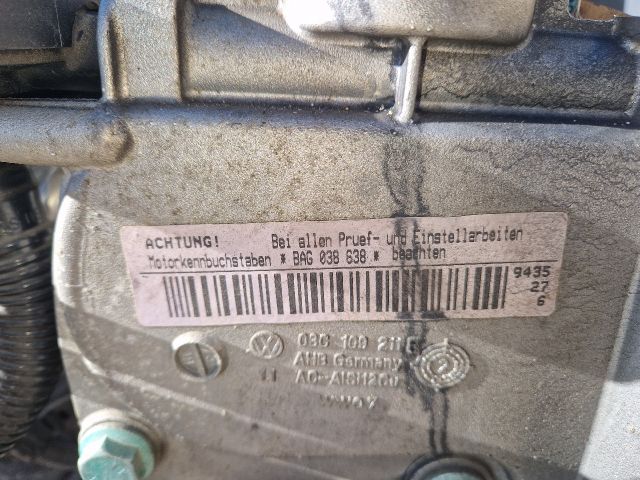 ACHTUNG! Bei allen Pruef- und Einstellarbeiten
Motorkennbuchstaben * BAG 038 638 * beachten
9435
27
6
03C 109 211
AHB Germany
11